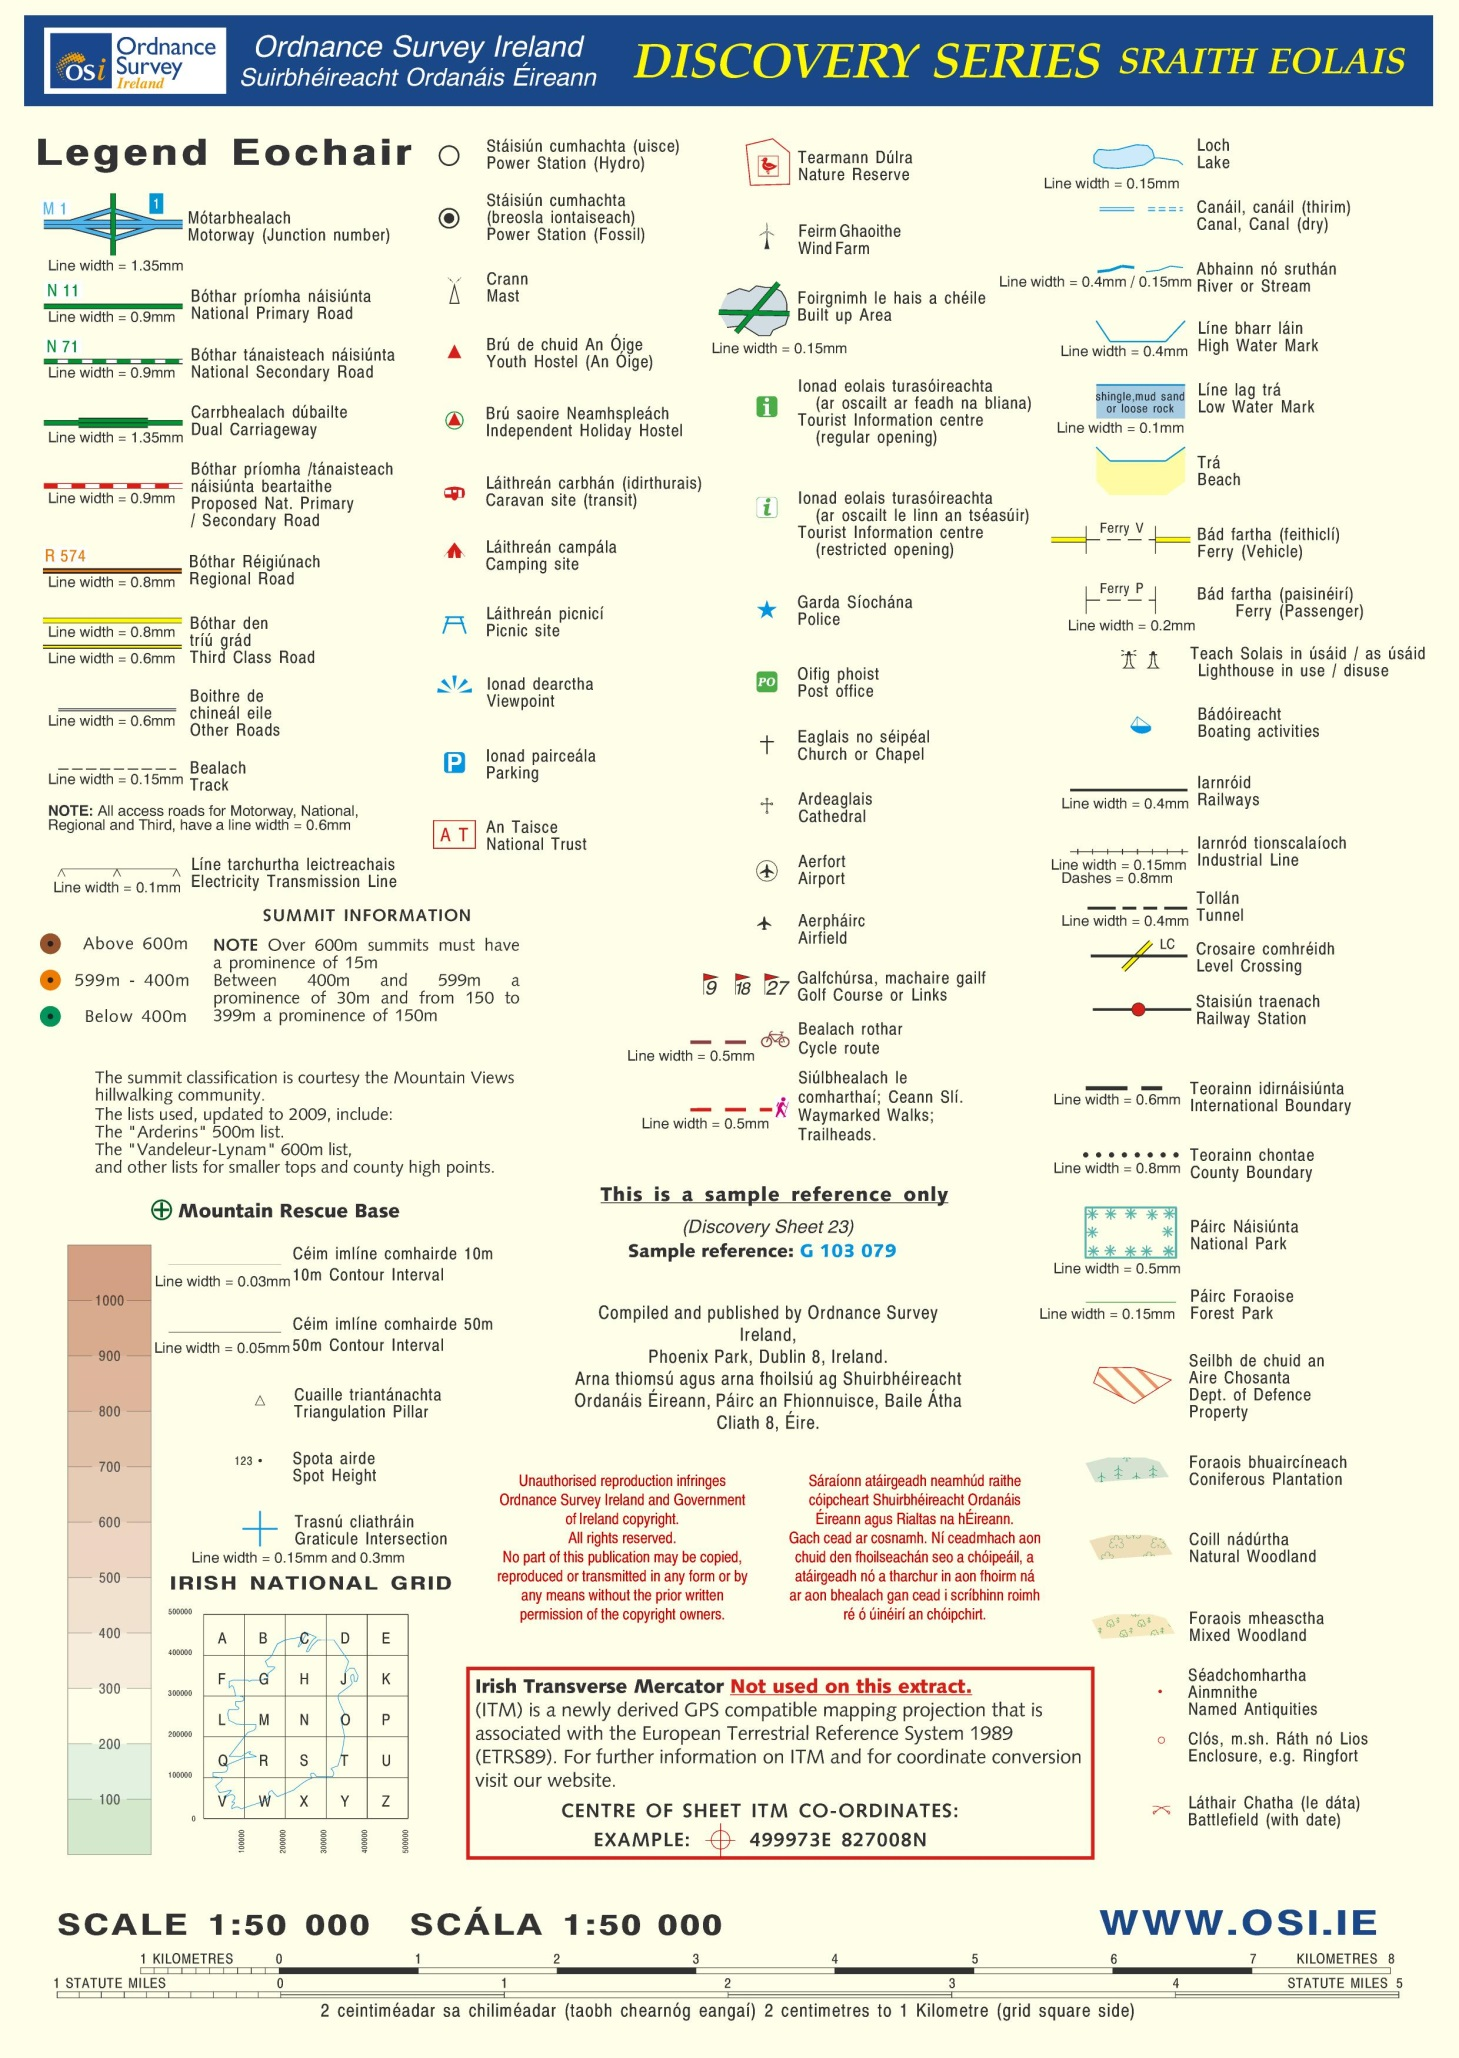 Ordnance
Survey
Ireland
osi
Ordnance Survey Ireland
Suirbhéireacht Ordanáis Éireann
DISCOVERY SERIES SRAITH EOLAIS
Legend Eochair
M 1
1
Mótarbhealach
Motorway (Junction number)
Line width = 1.35mm
N 11
Bóthar príomha náisiúnta
National Primary Road
Line width = 0.9mm
N 71
Bóthar tánaisteach náisiúnta
National Secondary Road
Line width = 0.9mm
Carrbhealach dúbailte
Dual Carriageway
Line width = 1.35mm
Bóthar príomha /tánaisteach
náisiúnta beartaithe
Proposed Nat. Primary
/ Secondary Road
Line width = 0.9mm
R 574
Bóthar Réigiúnach
Regional Road
Line width = 0.8mm
Bóthar den
tríú grád
Third Class Road
Line width = 0.8mm
Line width = 0.6mm
Boithre de
chineál eile
Other Roads
Line width = 0.6mm
Bealach
Track
Line width = 0.15mm
NOTE: All access roads for Motorway, National,
Regional and Third, have a line width = 0.6mm
Líne tarchurtha leictreachais
Electricity Transmission Line
Line width = 0.1mm
Stáisiún cumhachta (uisce)
Power Station (Hydro)
Stáisiún cumhachta
(breosla iontaiseach)
Power Station (Fossil)
Crann
Mast
Brú de chuid An Óige
Youth Hostel (An Óige)
Brú saoire Neamhspleách
Independent Holiday Hostel
Láithreán carbhán (idirthurais)
Caravan site (transit)
Láithreán campála
Camping site
Láithreán picnicí
Picnic site
Ionad dearctha
Viewpoint
P
Ionad pairceála
Parking
A T
An Taisce
National Trust
SUMMIT INFORMATION
Above 600m
599m - 400m
Below 400m
NOTE Over 600m summits must have
a prominence of 15m
Between 400m and 599m a
prominence of 30m and from 150 to
399m a prominence of 150m
The summit classification is courtesy the Mountain Views
hillwalking community.
The lists used, updated to 2009, include:
The "Arderins" 500m list.
The "Vandeleur-Lynam" 600m list,
and other lists for smaller tops and county high points.
Mountain Rescue Base
1000
900
800
700
600
500
400
300
200
100
Céim imlíne comhairde 10m
10m Contour Interval
Line width = 0.03mm
Céim imlíne comhairde 50m
50m Contour Interval
Line width = 0.05mm
Cuaille triantánachta
Triangulation Pillar
123
Spota airde
Spot Height
Trasnú cliathráin
Graticule Intersection
Line width = 0.15mm and 0.3mm
IRISH NATIONAL GRID
500000
400000
300000
200000
100000
0
A B C D E
F G H J K
L M N O P
Q R S T U
V W X Y Z
100000
200000
300000
400000
500000
Tearmann Dúlra
Nature Reserve
Feirm Ghaoithe
Wind Farm
Foirgnimh le hais a chéile
Built up Area
Line width = 0.15mm
i
Ionad eolais turasóireachta
(ar oscailt ar feadh na bliana)
Tourist Information centre
(regular opening)
i
Ionad eolais turasóireachta
(ar oscailt le linn an tséasúir)
Tourist Information centre
(restricted opening)
Garda Síochána
Police
PO
Oifig phoist
Post office
Eaglais no séipéal
Church or Chapel
Ardeaglais
Cathedral
Aerfort
Airport
Aerpháirc
Airfield
9 18 27
Galfchúrsa, machaire gailf
Golf Course or Links
Bealach rothar
Cycle route
Line width = 0.5mm
Siúlbhealach le
comharthaí; Ceann Slí.
Waymarked Walks;
Trailheads.
Line width = 0.5mm
This is a sample reference only
(Discovery Sheet 23)
Sample reference: G 103 079
Compiled and published by Ordnance Survey
Ireland,
Phoenix Park, Dublin 8, Ireland.
Arna thiomsú agus arna fhoilsiú ag Shuirbhéireacht
Ordanáis Éireann, Páirc an Fhionnuisce, Baile Átha
Cliath 8, Éire.
Unauthorised reproduction infringes
Ordnance Survey Ireland and Government
of Ireland copyright.
All rights reserved.
No part of this publication may be copied,
reproduced or transmitted in any form or by
any means without the prior written
permission of the copyright owners.
Sáraíonn atáirgeadh neamhúd raithe
cóipcheart Shuirbhéireacht Ordanáis
Éireann agus Rialtas na hÉireann.
Gach cead ar cosnamh. Ní ceadmhach aon
chuid den fhoilseachán seo a chóipeáil, a
atáirgeadh nó a tharchur in aon fhoirm ná
ar aon bhealach gan cead i scríbhinn roimh
ré ó úinéirí an chóipchirt.
Irish Transverse Mercator Not used on this extract.
(ITM) is a newly derived GPS compatible mapping projection that is
associated with the European Terrestrial Reference System 1989
(ETRS89). For further information on ITM and for coordinate conversion
visit our website.
CENTRE OF SHEET ITM CO-ORDINATES:
EXAMPLE: 499973E 827008N
Loch
Lake
Line width = 0.15mm
Canáil, canáil (thirim)
Canal, Canal (dry)
Abhainn nó sruthán
River or Stream
Line width = 0.4mm / 0.15mm
Líne bharr láin
High Water Mark
Line width = 0.4mm
shingle,mud sand
or loose rock
Líne lag trá
Low Water Mark
Line width = 0.1mm
Trá
Beach
Ferry V
Bád fartha (feithiclí)
Ferry (Vehicle)
Ferry P
Bád fartha (paisinéirí)
Ferry (Passenger)
Line width = 0.2mm
Teach Solais in úsáid / as úsáid
Lighthouse in use / disuse
Bádóireacht
Boating activities
Iarnróid
Railways
Line width = 0.4mm
Iarnród tionscalaíoch
Industrial Line
Line width = 0.15mm
Dashes = 0.8mm
Tollán
Tunnel
Line width = 0.4mm
LC
Crosaire comhréidh
Level Crossing
Staisiún traenach
Railway Station
Teorainn idirnáisiúnta
International Boundary
Line width = 0.6mm
Teorainn chontae
County Boundary
Line width = 0.8mm
Páirc Náisiúnta
National Park
Line width = 0.5mm
Páirc Foraoise
Forest Park
Line width = 0.15mm
Seilbh de chuid an
Aire Chosanta
Dept. of Defence
Property
Foraois bhuaircíneach
Coniferous Plantation
Coill nádúrtha
Natural Woodland
Foraois mheasctha
Mixed Woodland
Séadchomhartha
Ainmnithe
Named Antiquities
Clós, m.sh. Ráth nó Lios
Enclosure, e.g. Ringfort
Láthair Chatha (le dáta)
Battlefield (with date)
SCALE 1:50 000 SCÁLA 1:50 000
WWW.OSI.IE
1 KILOMETRES 0 1 2 3 4 5 6 7 KILOMETRES 8
1 STATUTE MILES 0 1 2 3 4 STATUTE MILES 5
2 ceintiméadar sa chiliméadar (taobh chearnóg eangaí) 2 centimetres to 1 Kilometre (grid square side)